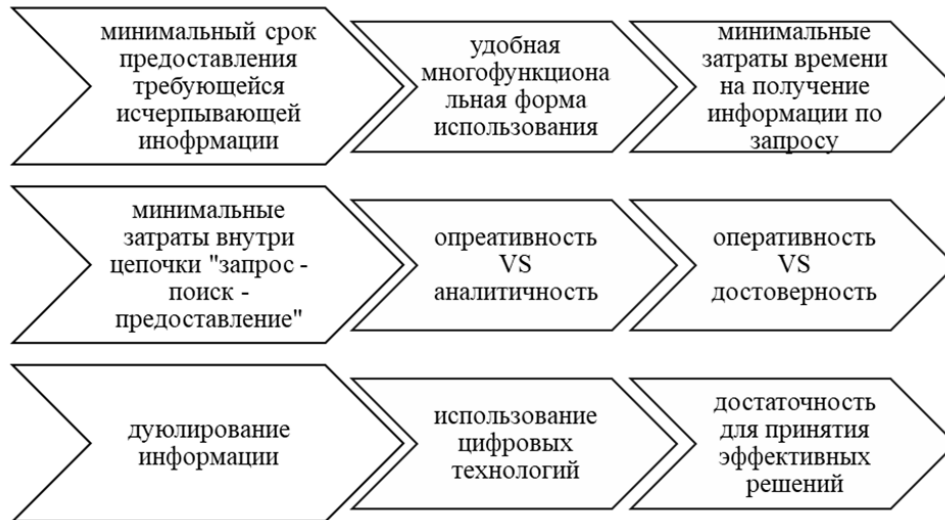 минимальный срок
предоставления
требующейся
исчерпывающей
инофрмации
удобная
многофункциона
льная форма
использования
минимальные
затраты времени
на получение
информации по
запросу
минимальные
затраты внутри
цепочки "запрос -
поиск -
предоставление"
опреативность
VS
аналитичность
оперативность
VS
достоверность
дуюлирование
информации
использование
цифровых
технологий
достаточность
для принятия
эффективных
решений